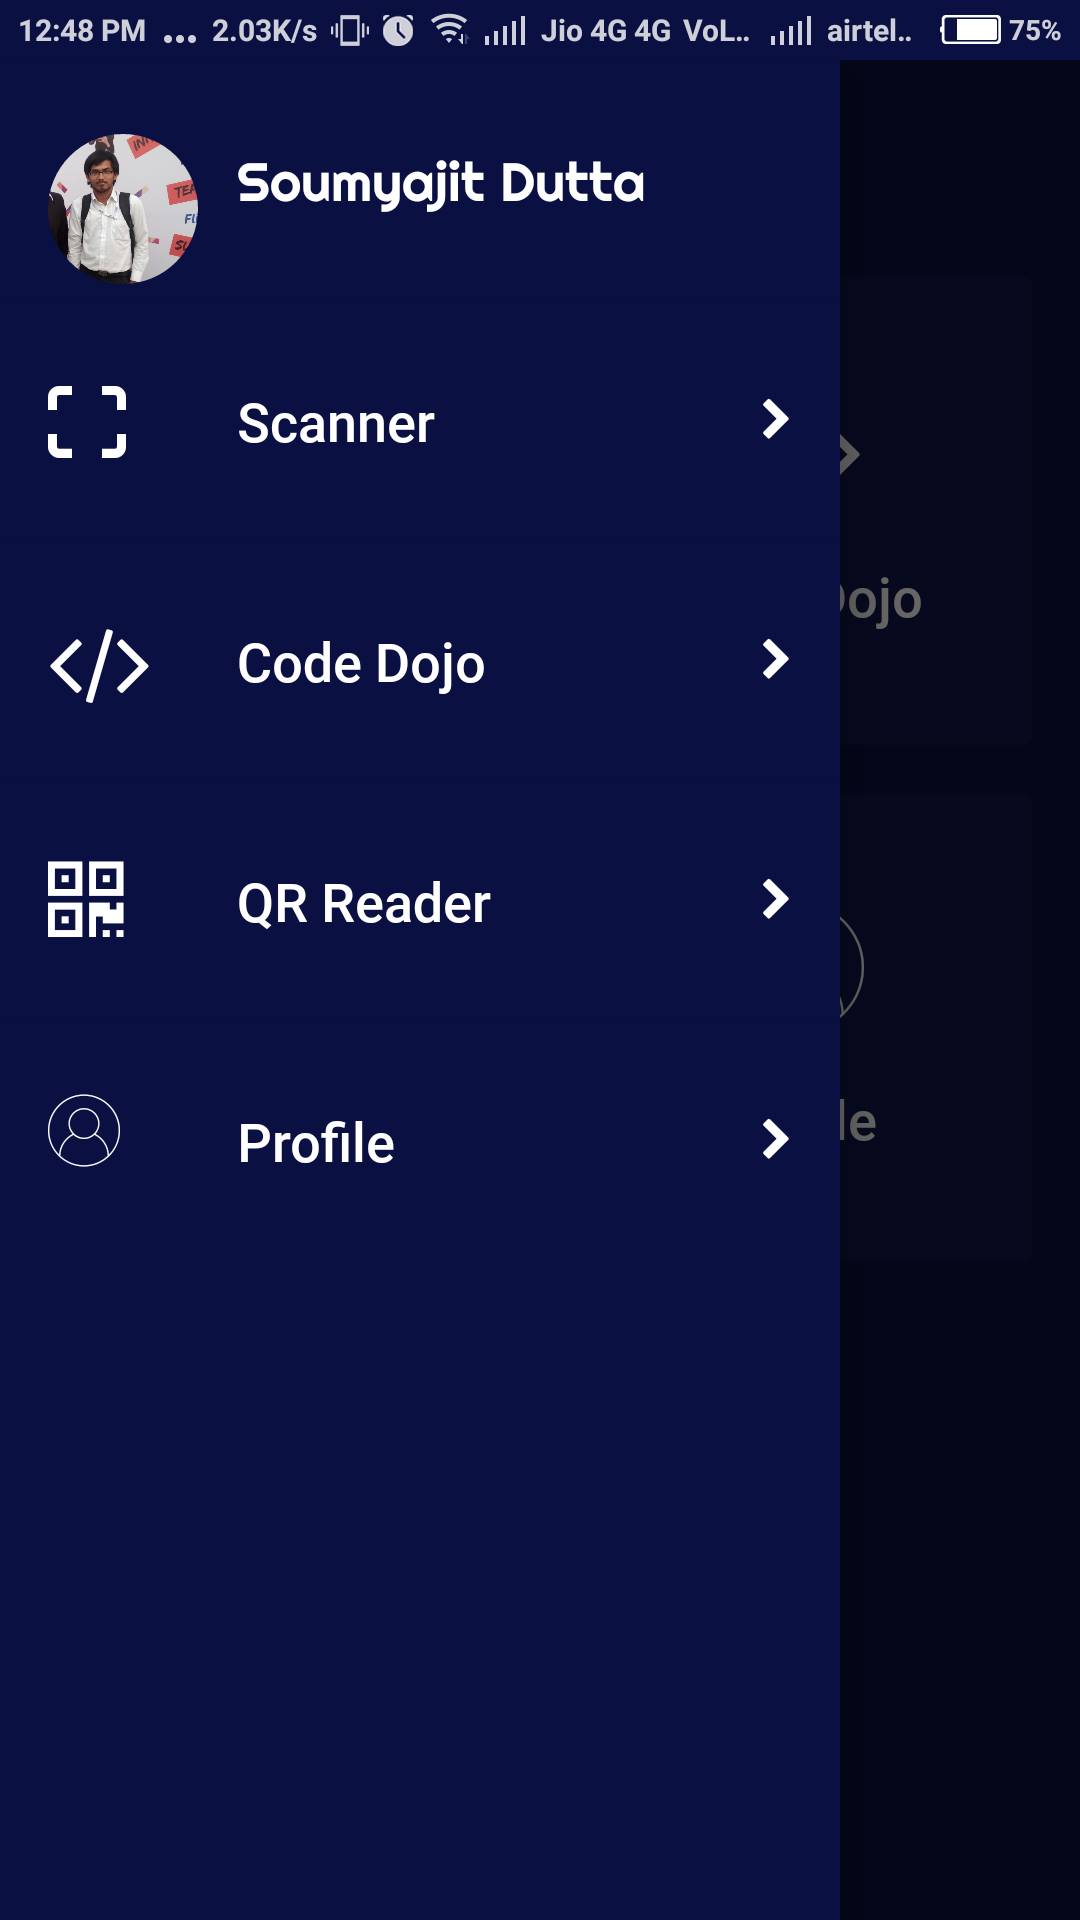 12:48 PM ... 2.03K/s Jio 4G 4G VoL.. airtel.. 75%
Soumyajit Dutta
Scanner
Code Dojo
Dojo
QR Reader
Profile
le